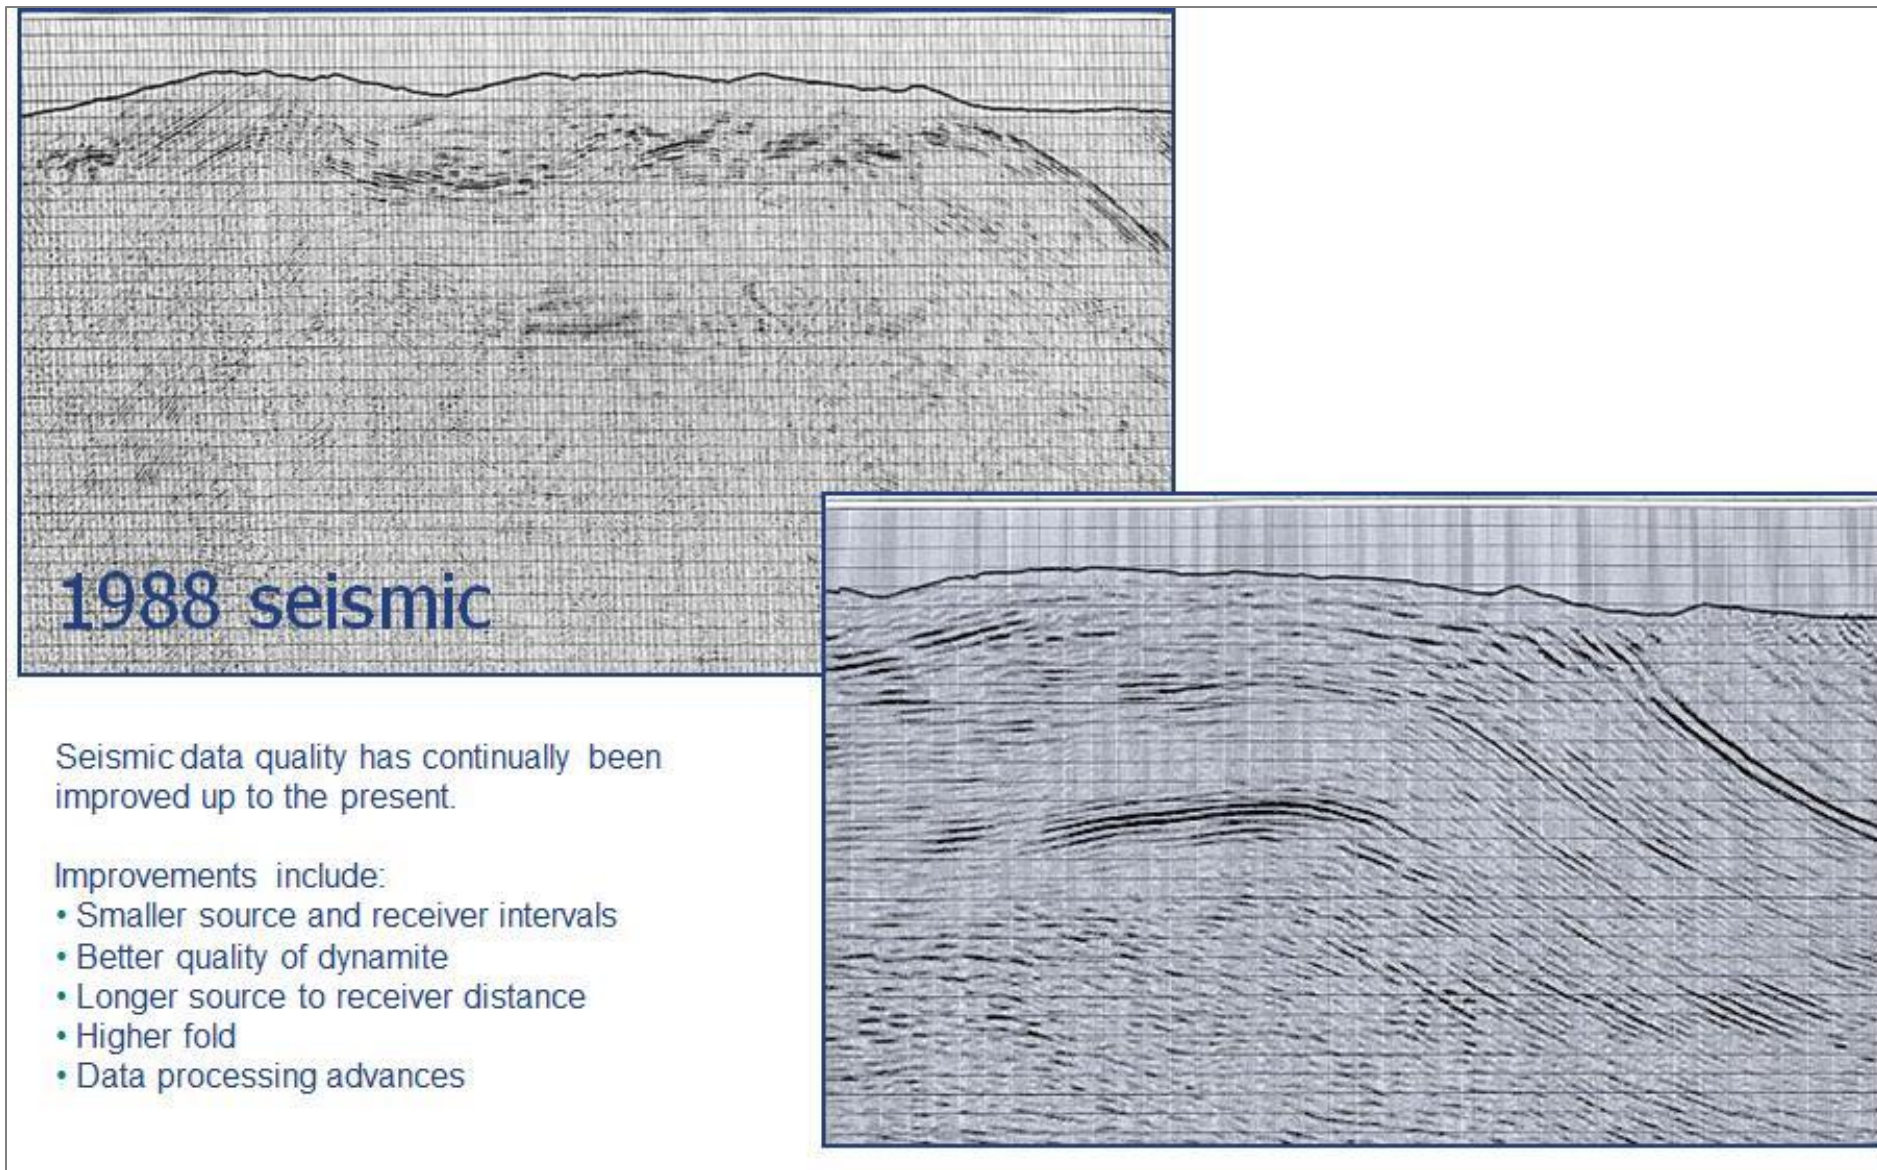 1988 seismic
Seismic data quality has continually been
improved up to the present.
Improvements include:
• Smaller source and receiver intervals
• Better quality of dynamite
• Longer source to receiver distance
• Higher fold
• Data processing advances